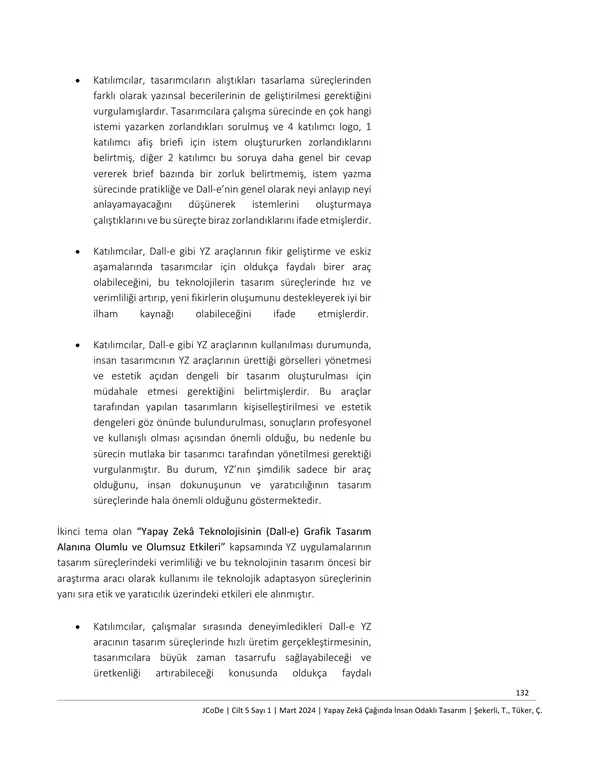 • Katılımcılar, tasarımcıların alıştıkları tasarlama süreçlerinden
farklı olarak yazınsal becerilerinin de geliştirilmesi gerektiğini
vurgulamışlardır. Tasarımcılara çalışma sürecinde en çok hangi
istemi yazarken zorlandıkları sorulmuş ve 4 katılımcı logo, 1
katılımcı afiş briefi için istem oluştururken zorlandıklarını
belirtmiş, diğer 2 katılımcı bu soruya daha genel bir cevap
vererek brief bazında bir zorluk belirtmemiş, istem yazma
sürecinde pratikliğe ve Dall-e’nin genel olarak neyi anlayıp neyi
anlayamayacağını düşünerek istemlerini oluşturmaya
çalıştıklarını ve bu süreçte biraz zorlandıklarını ifade etmişlerdir.
• Katılımcılar, Dall-e gibi YZ araçlarının fikir geliştirme ve eskiz
aşamalarında tasarımcılar için oldukça faydalı birer araç
olabileceğini, bu teknolojilerin tasarım süreçlerinde hız ve
verimliliği artırıp, yeni fikirlerin oluşumunu destekleyerek iyi bir
ilham kaynağı olabileceğini ifade etmişlerdir.
• Katılımcılar, Dall-e gibi YZ araçlarının kullanılması durumunda,
insan tasarımcının YZ araçlarının ürettiği görselleri yönetmesi
ve estetik açıdan dengeli bir tasarım oluşturulması için
müdahale etmesi gerektiğini belirtmişlerdir. Bu araçlar
tarafından yapılan tasarımların kişiselleştirilmesi ve estetik
dengeleri göz önünde bulundurulması, sonuçların profesyonel
ve kullanışlı olması açısından önemli olduğu, bu nedenle bu
sürecin mutlaka bir tasarımcı tarafından yönetilmesi gerektiği
vurgulanmıştır. Bu durum, YZ’nın şimdilik sadece bir araç
olduğunu, insan dokunuşunun ve yaratıcılığının tasarım
süreçlerinde hala önemli olduğunu göstermektedir.
İkinci tema olan “Yapay Zekâ Teknolojisinin (Dall-e) Grafik Tasarım
Alanına Olumlu ve Olumsuz Etkileri” kapsamında YZ uygulamalarının
tasarım süreçlerindeki verimliliği ve bu teknolojinin tasarım öncesi bir
araştırma aracı olarak kullanımı ile teknolojik adaptasyon süreçlerinin
yanı sıra etik ve yaratıcılık üzerindeki etkileri ele alınmıştır.
• Katılımcılar, çalışmalar sırasında deneyimledikleri Dall-e YZ
aracının tasarım süreçlerinde hızlı üretim gerçekleştirmesinin,
tasarımcılara büyük zaman tasarrufu sağlayabileceği ve
üretkenliği artırabileceği konusunda oldukça faydalı
132
JCoDe | Cilt 5 Sayı 1 | Mart 2024 | Yapay Zekâ Çağında İnsan Odaklı Tasarım | Şekerli, T., Tüker, Ç.